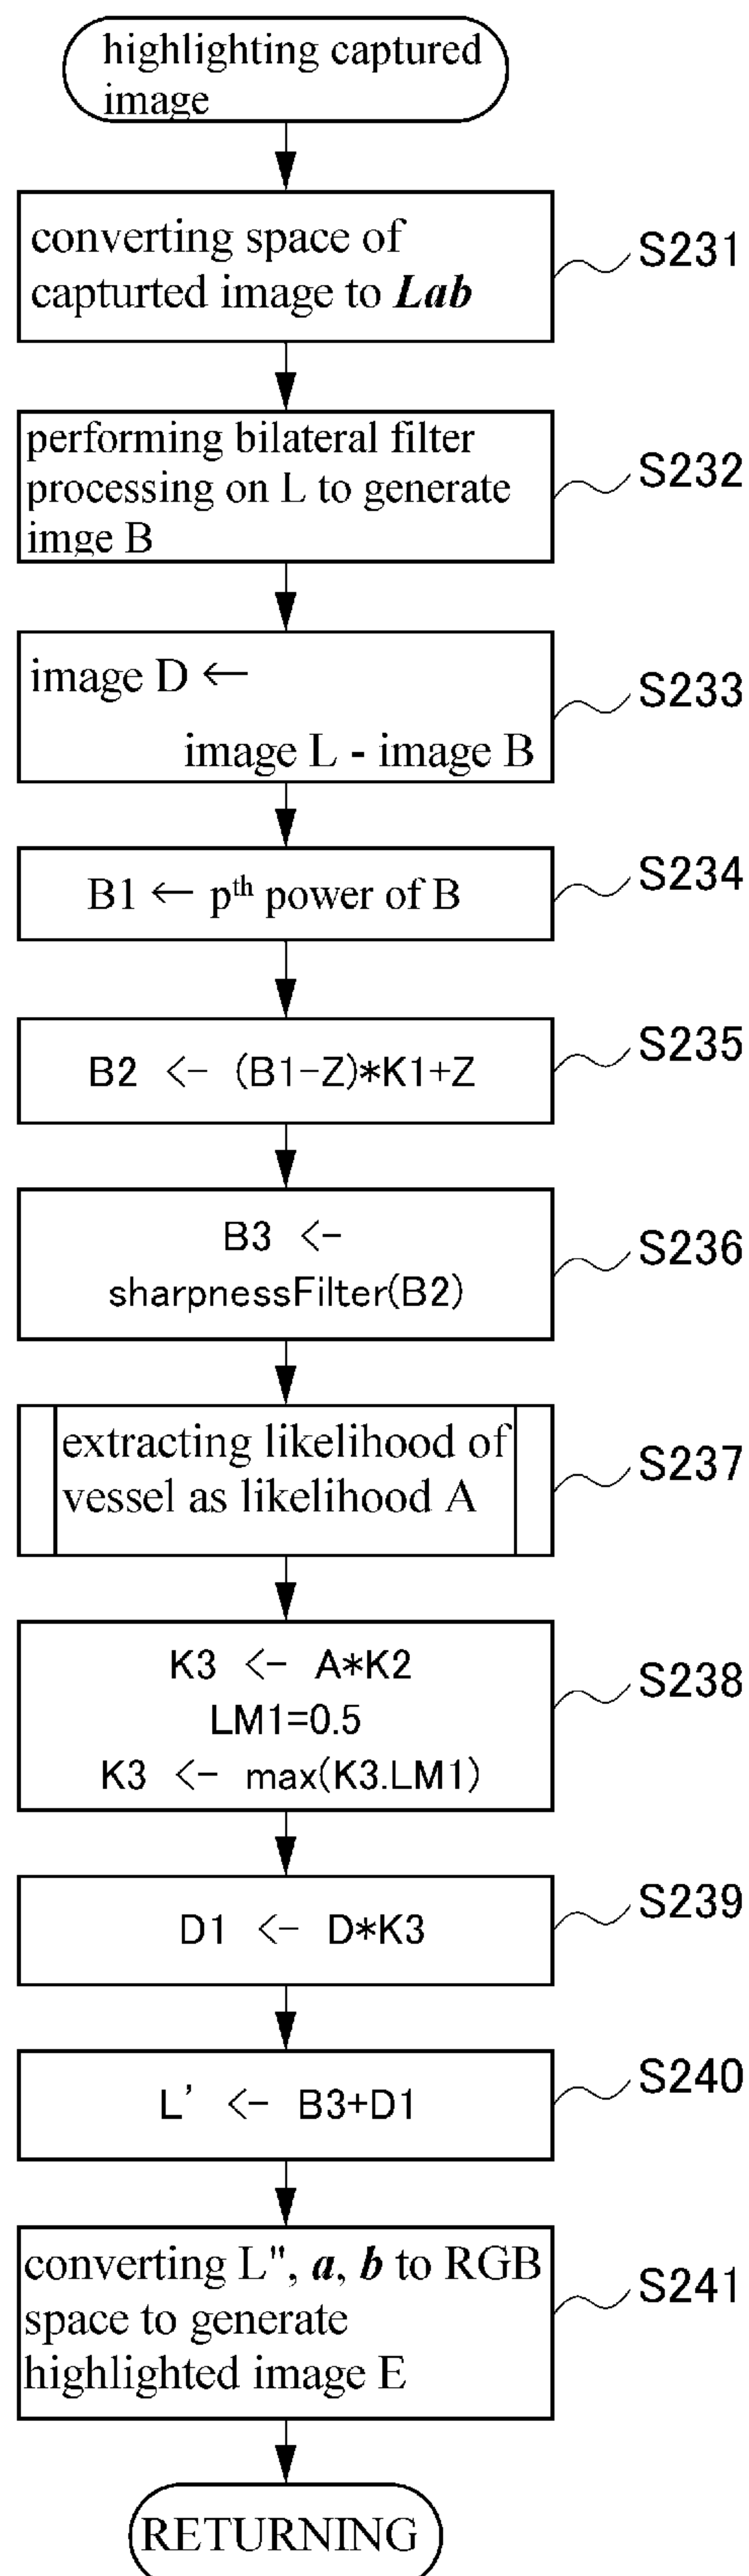 highlighting captured
image
converting space of
capturted image to Lab
S231
performing bilateral filter
processing on L to generate
imge B
S232
image D ←
image L - image B
S233
B1 ← pth power of B
S234
B2 <- (B1-Z)*K1+Z
S235
B3 <-
sharpnessFilter(B2)
S236
extracting likelihood of
vessel as likelihood A
S237
K3 <- A*K2
LM1=0.5
K3 <- max(K3.LM1)
S238
D1 <- D*K3
S239
L' <- B3+D1
S240
converting L", a, b to RGB
space to generate
highlighted image E
S241
RETURNING